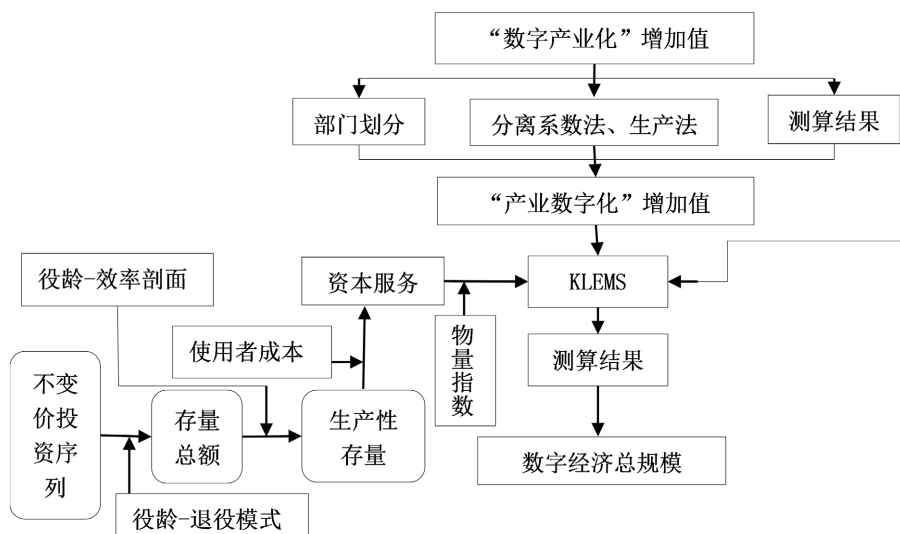 “数字产业化”增加值
部门划分
分离系数法、生产法
测算结果
“产业数字化”增加值
役龄-效率剖面
资本服务
KLEMS
使用者成本
物
量
指
数
测算结果
不变
价投
资序
列
存量
总额
生产性
存量
数字经济总规模
役龄-退役模式